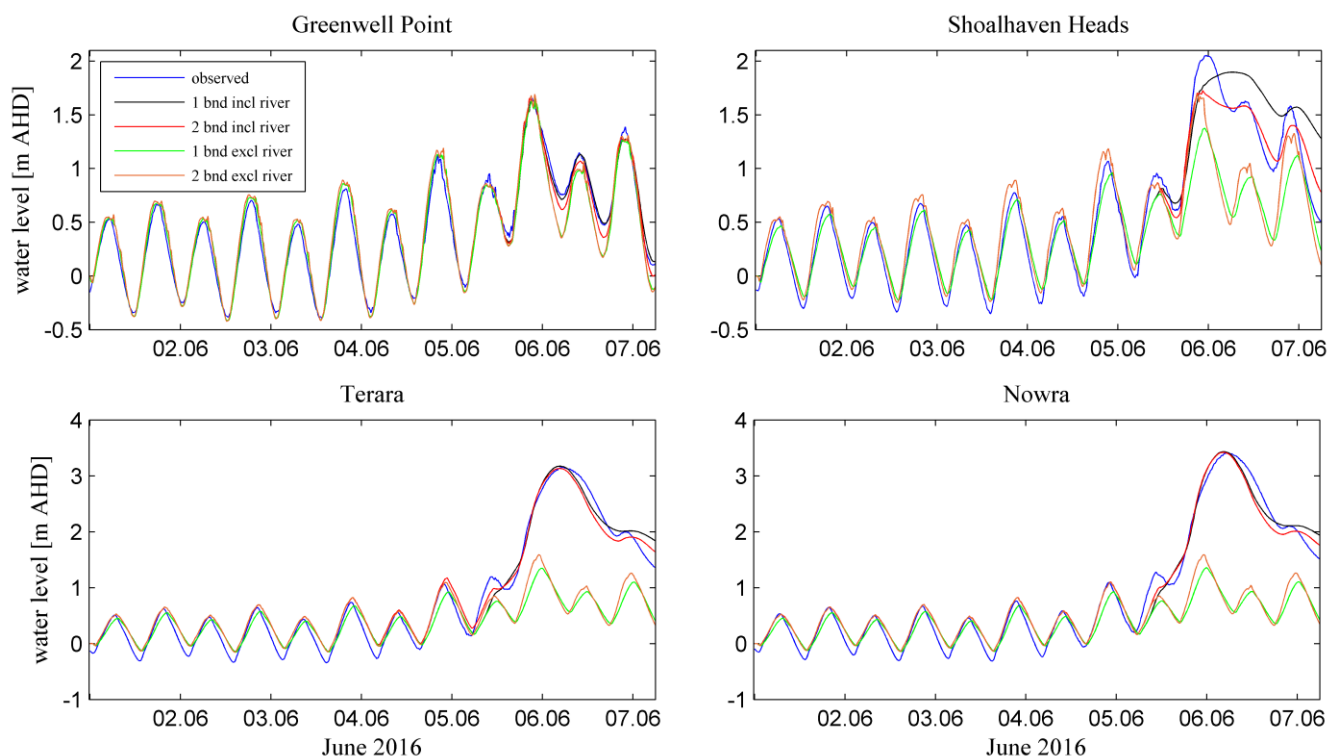 Greenwell Point
Shoalhaven Heads
water level [m AHD]
2
1.5
1
0.5
0
-0.5
observed
1 bnd incl river
2 bnd incl river
1 bnd excl river
2 bnd excl river
02.06 03.06 04.06 05.06 06.06 07.06
2
1.5
1
0.5
0
-0.5
02.06 03.06 04.06 05.06 06.06 07.06
Terara
Nowra
water level [m AHD]
4
3
2
1
0
-1
02.06 03.06 04.06 05.06 06.06 07.06
June 2016
4
3
2
1
0
-1
02.06 03.06 04.06 05.06 06.06 07.06
June 2016